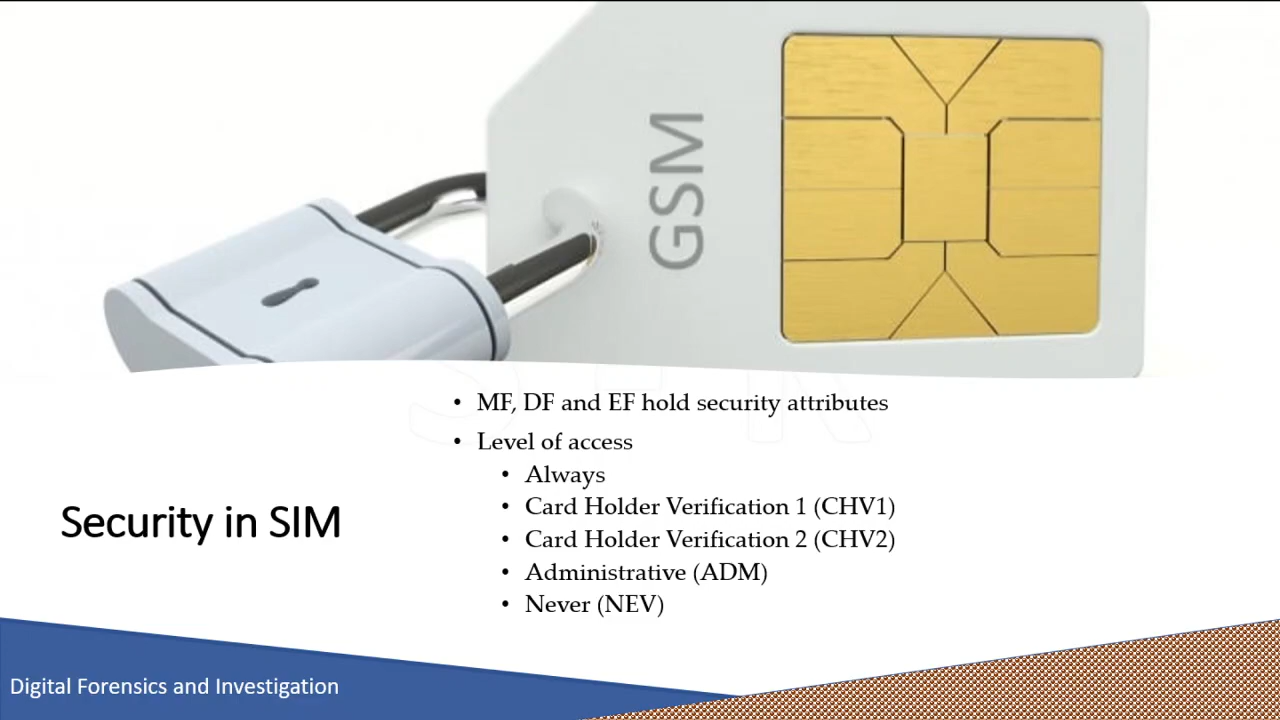 GSM
Security in SIM
• MF, DF and EF hold security attributes
• Level of access
• Always
• Card Holder Verification 1 (CHV1)
• Card Holder Verification 2 (CHV2)
• Administrative (ADM)
• Never (NEV)
Digital Forensics and Investigation